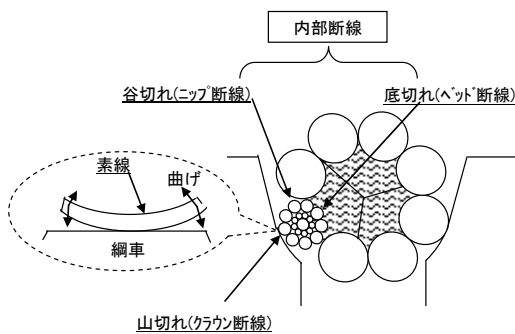 内部断線
谷切れ(ニップ断線)
底切れ(ベッド断線)
素線
曲げ
綱車
山切れ(クラウン断線)